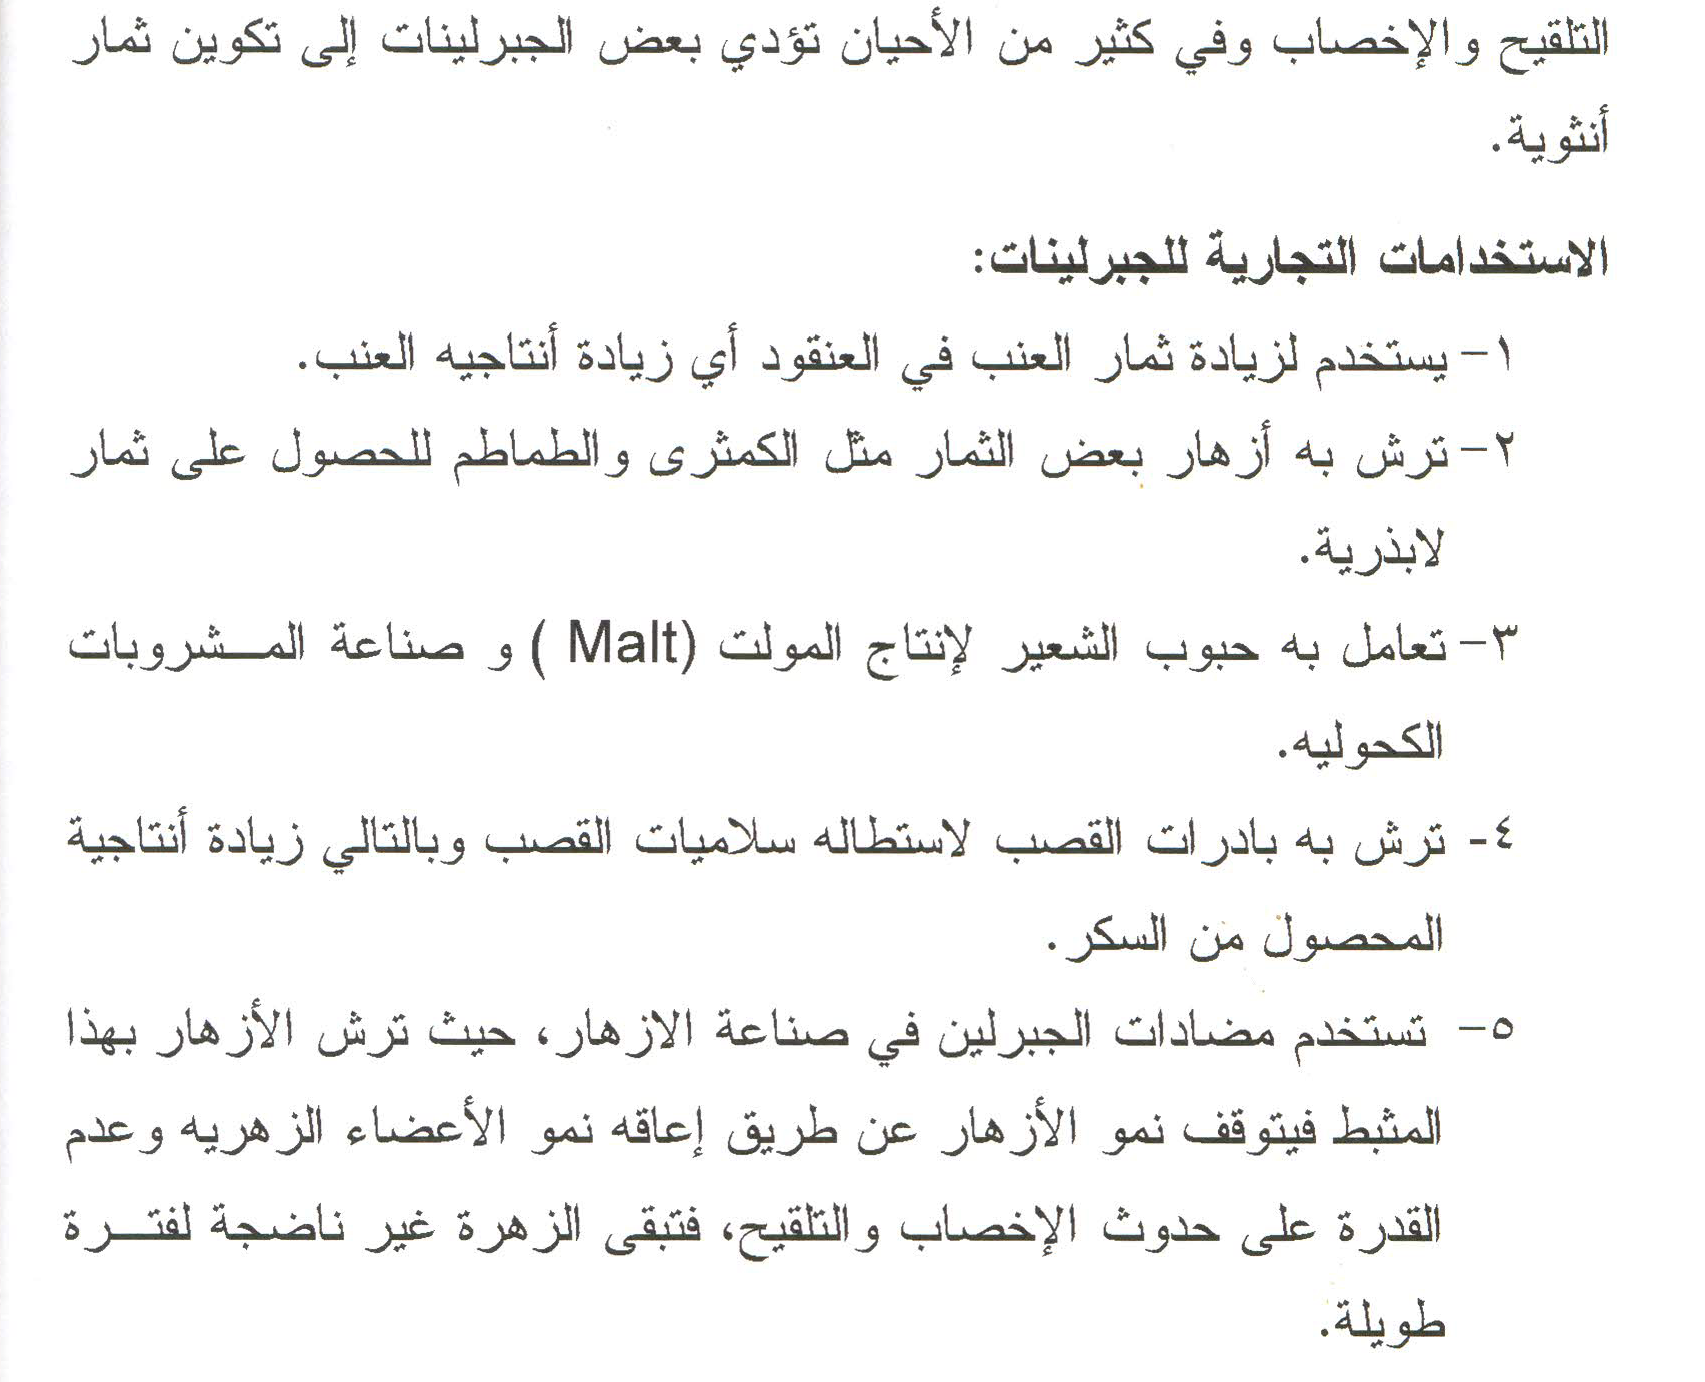 التلقيح والإخصاب وفي كثير من الأحيان تؤدي بعض الجبرلينات إلى تكوين ثمار
أنثوية.
الاستخدامات التجارية للجبرلينات:
١- يستخدم لزيادة ثمار العنب في العنقود أي زيادة أنتاجيه العنب.
٢- ترش به أزهار بعض الثمار مثل الكمثرى والطماطم للحصول على ثمار
لابذرية.
٣- تعامل به حبوب الشعير لإنتاج المولت (Malt ) و صناعة المـشروبات
الكحوليه.
٤- ترش به بادرات القصب لاستطاله سلاميات القصب وبالتالي زيادة أنتاجية
المحصول من السكر.
٥- تستخدم مضادات الجبرلين في صناعة الازهار، حيث ترش الأزهار بهذا
المثبط فيتوقف نمو الأزهار عن طريق إعاقه نمو الأعضاء الزهريه وعدم
القدرة على حدوث الإخصاب والتلقيح، فتبقى الزهرة غير ناضجة لفتـرة
طويلة.